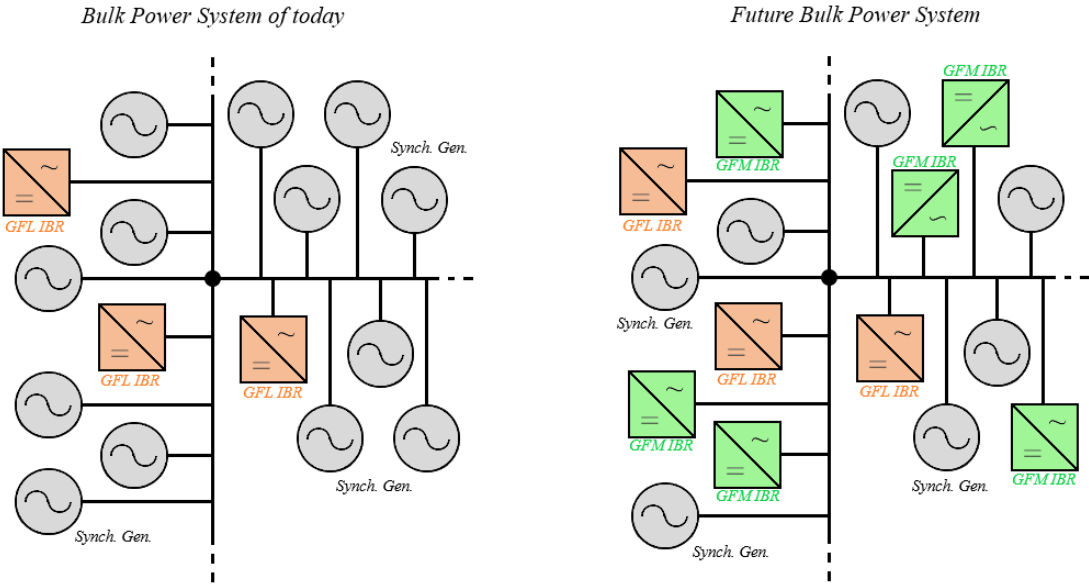 Bulk Power System of today
Synch. Gen.
GFL IBR
GFL IBR
GFL IBR
Synch. Gen.
Synch. Gen.
Future Bulk Power System
GFM IBR
GFM IBR
GFM IBR
GFL IBR
Synch. Gen.
GFL IBR
GFL IBR
GFM IBR
GFM IBR
GFM IBR
Synch. Gen.
Synch. Gen.